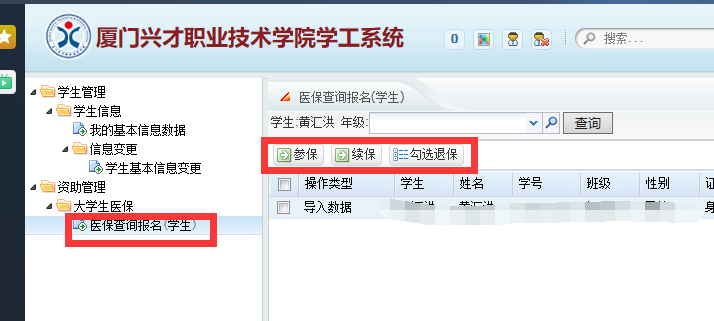 厦门兴才职业技术学院学工系统
0
搜索...
学生管理
学生信息
我的基本信息数据
信息变更
学生基本信息变更
资助管理
大学生医保
医保查询报名(学生)
医保查询报名(学生)
学生:黄汇洪 年级: 查询
参保 续保 勾选退保
操作类型 学生 姓名 学号 班级 性别 证
导入数据 黄汇洪 身